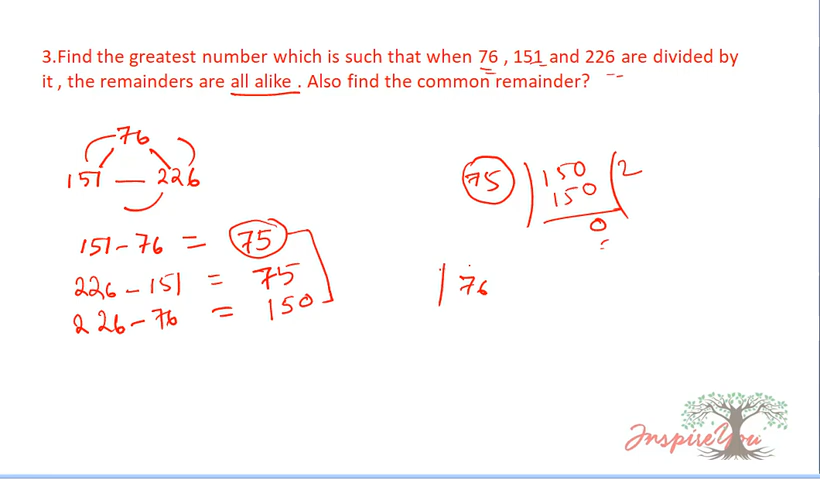 3.Find the greatest number which is such that when 76 , 151 and 226 are divided by
it , the remainders are all alike . Also find the common remainder?
76
151 — 226
151 - 76 = 75
226 - 151 = 75
226 - 76 = 150
75 ) 150 ( 2
150
0
76
InspireYou